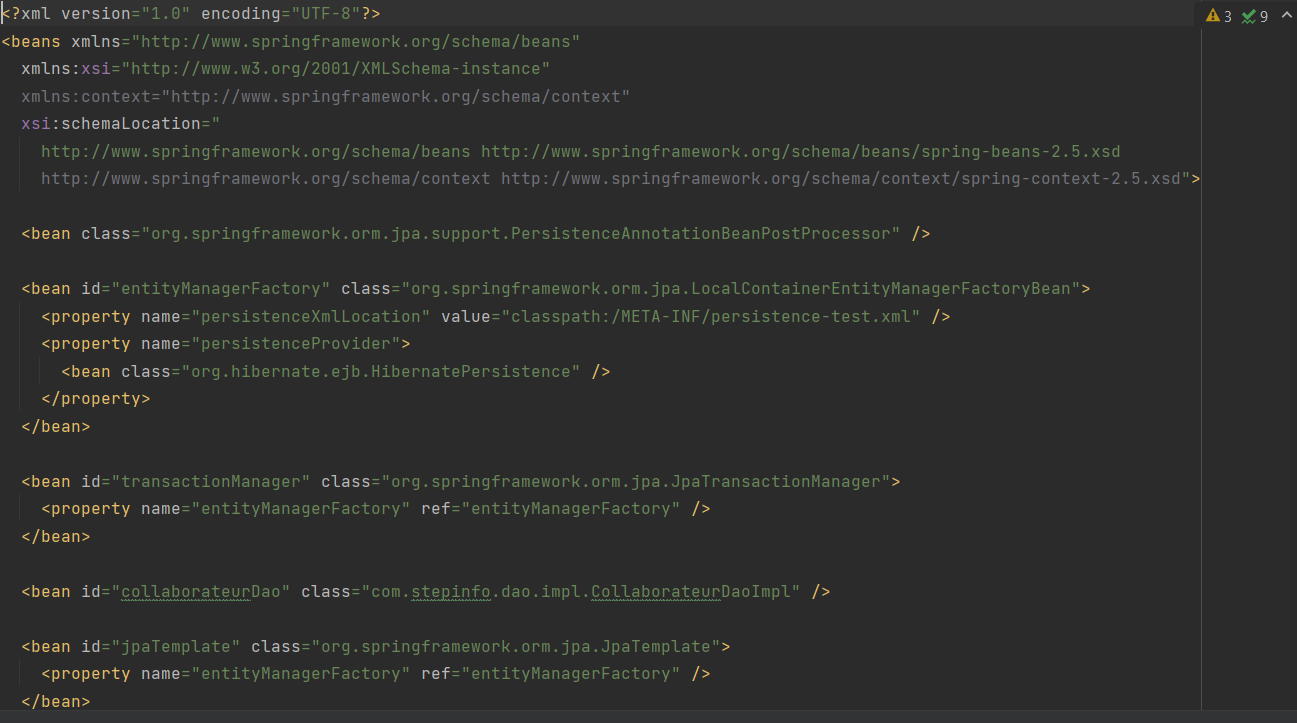 <?xml version="1.0" encoding="UTF-8"?>
3 9
<beans xmlns="http://www.springframework.org/schema/beans"
  xmlns:xsi="http://www.w3.org/2001/XMLSchema-instance"
  xmlns:context="http://www.springframework.org/schema/context"
  xsi:schemaLocation="
    http://www.springframework.org/schema/beans http://www.springframework.org/schema/beans/spring-beans-2.5.xsd
    http://www.springframework.org/schema/context http://www.springframework.org/schema/context/spring-context-2.5.xsd">
  <bean class="org.springframework.orm.jpa.support.PersistenceAnnotationBeanPostProcessor" />
  <bean id="entityManagerFactory" class="org.springframework.orm.jpa.LocalContainerEntityManagerFactoryBean">
    <property name="persistenceXmlLocation" value="classpath:/META-INF/persistence-test.xml" />
    <property name="persistenceProvider">
      <bean class="org.hibernate.ejb.HibernatePersistence" />
    </property>
  </bean>
  <bean id="transactionManager" class="org.springframework.orm.jpa.JpaTransactionManager">
    <property name="entityManagerFactory" ref="entityManagerFactory" />
  </bean>
  <bean id="collaborateurDao" class="com.stepinfo.dao.impl.CollaborateurDaoImpl" />
  <bean id="jpaTemplate" class="org.springframework.orm.jpa.JpaTemplate">
    <property name="entityManagerFactory" ref="entityManagerFactory" />
  </bean>